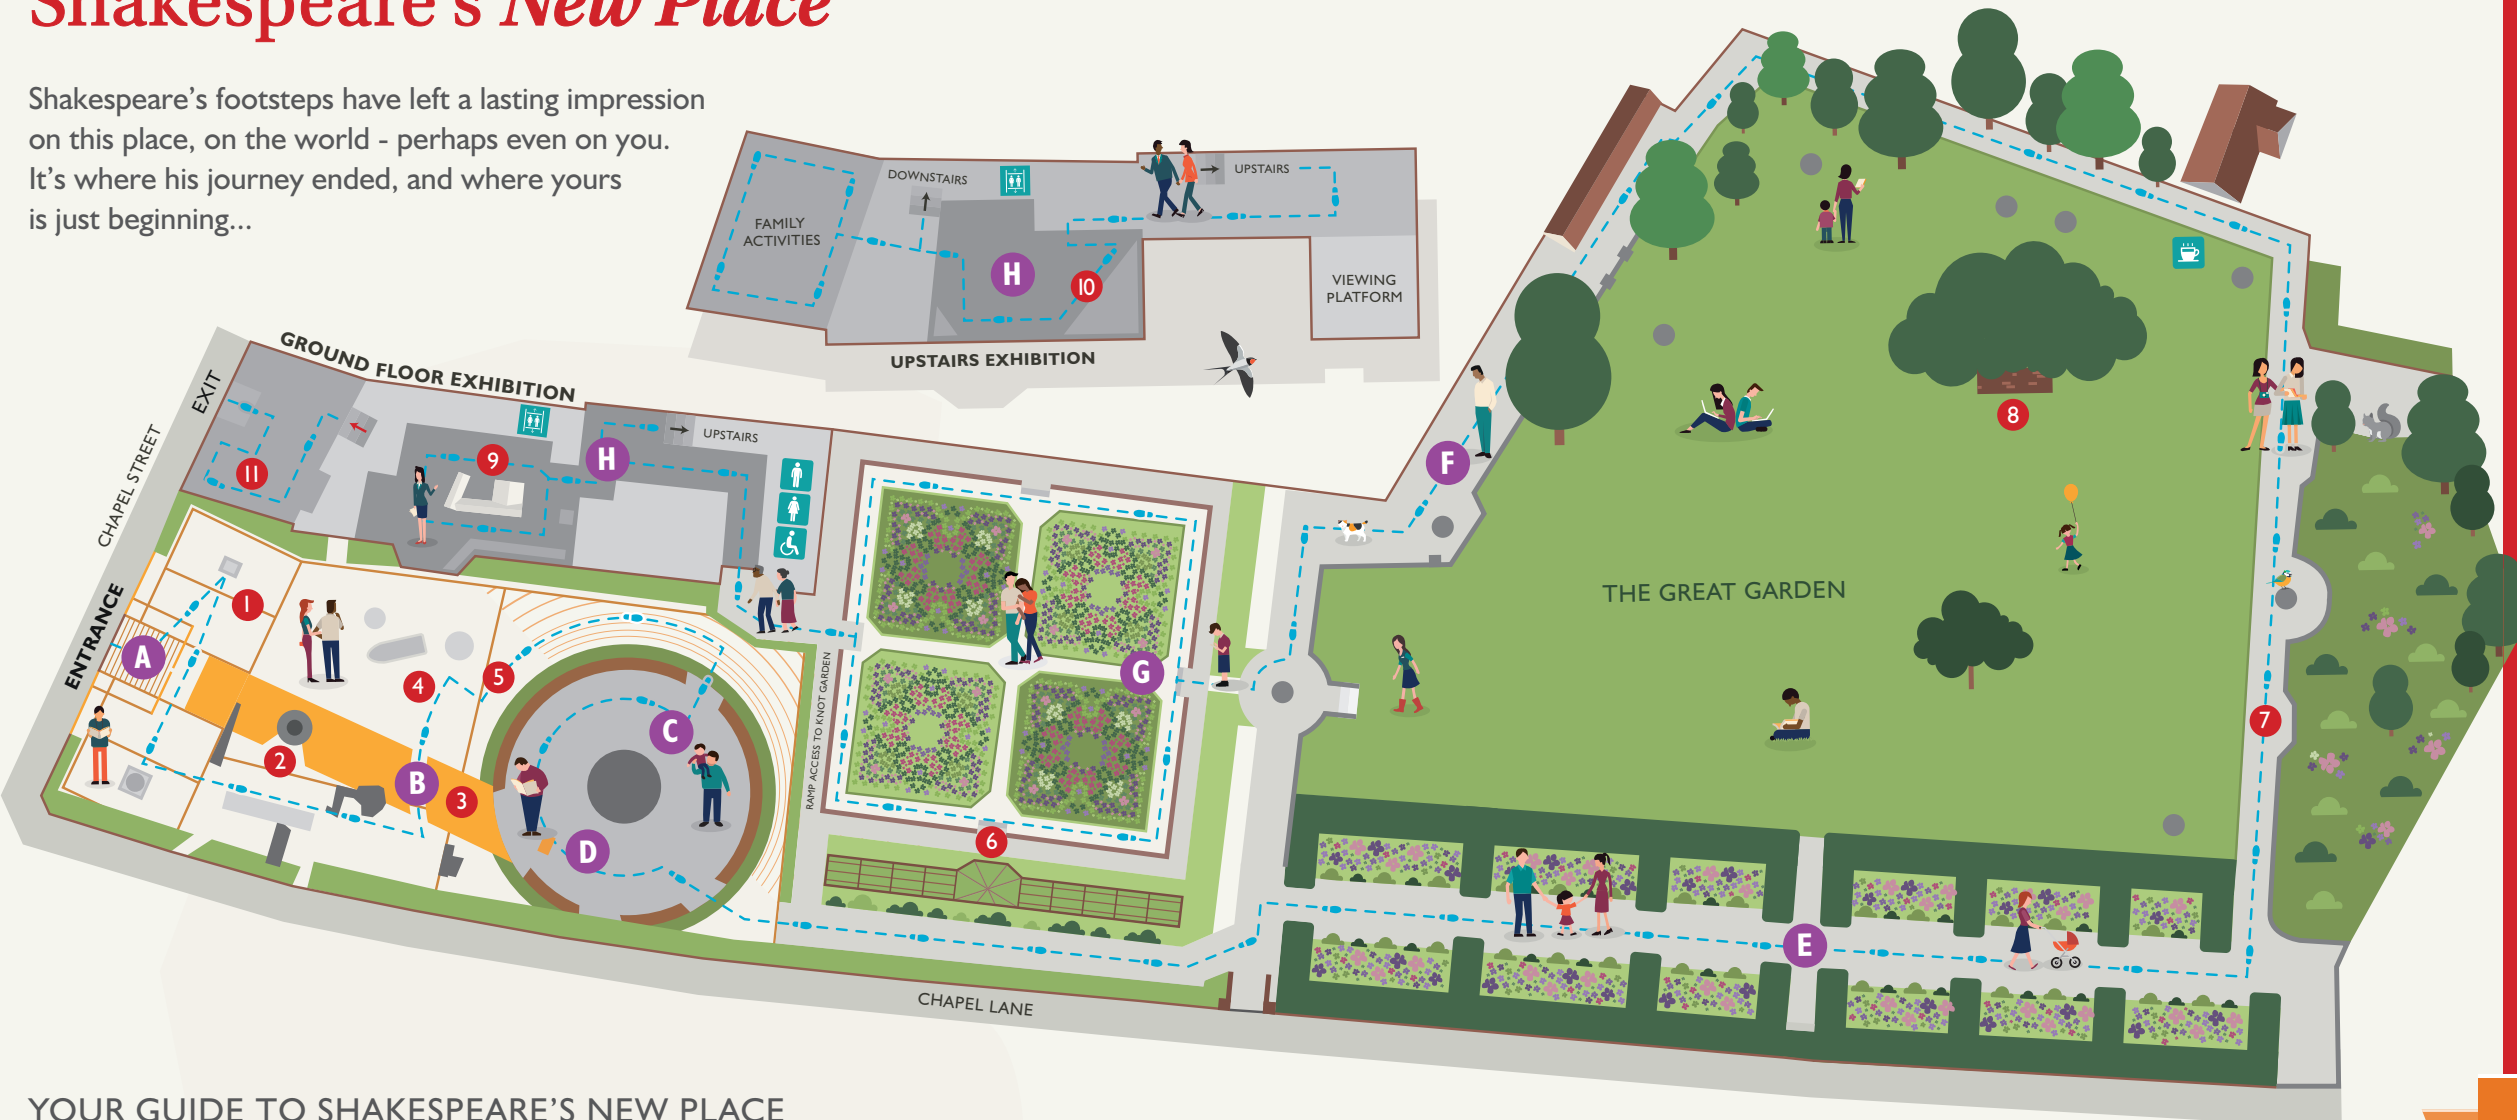 Shakespeare's New Place
Shakespeare's footsteps have left a lasting impression
on this place, on the world - perhaps even on you.
It's where his journey ended, and where yours
is just beginning...
DOWNSTAIRS
UPSTAIRS
FAMILY
ACTIVITIES
H
10
VIEWING
PLATFORM
UPSTAIRS EXHIBITION
GROUND FLOOR EXHIBITION
EXIT
UPSTAIRS
CHAPEL STREET
11
9
H
ENTRANCE
A
1
2
B
3
4
5
C
D
RAMP ACCESS TO KNOT GARDEN
G
6
F
8
THE GREAT GARDEN
7
E
CHAPEL LANE
YOUR GUIDE TO SHAKESPEARE'S NEW PLACE